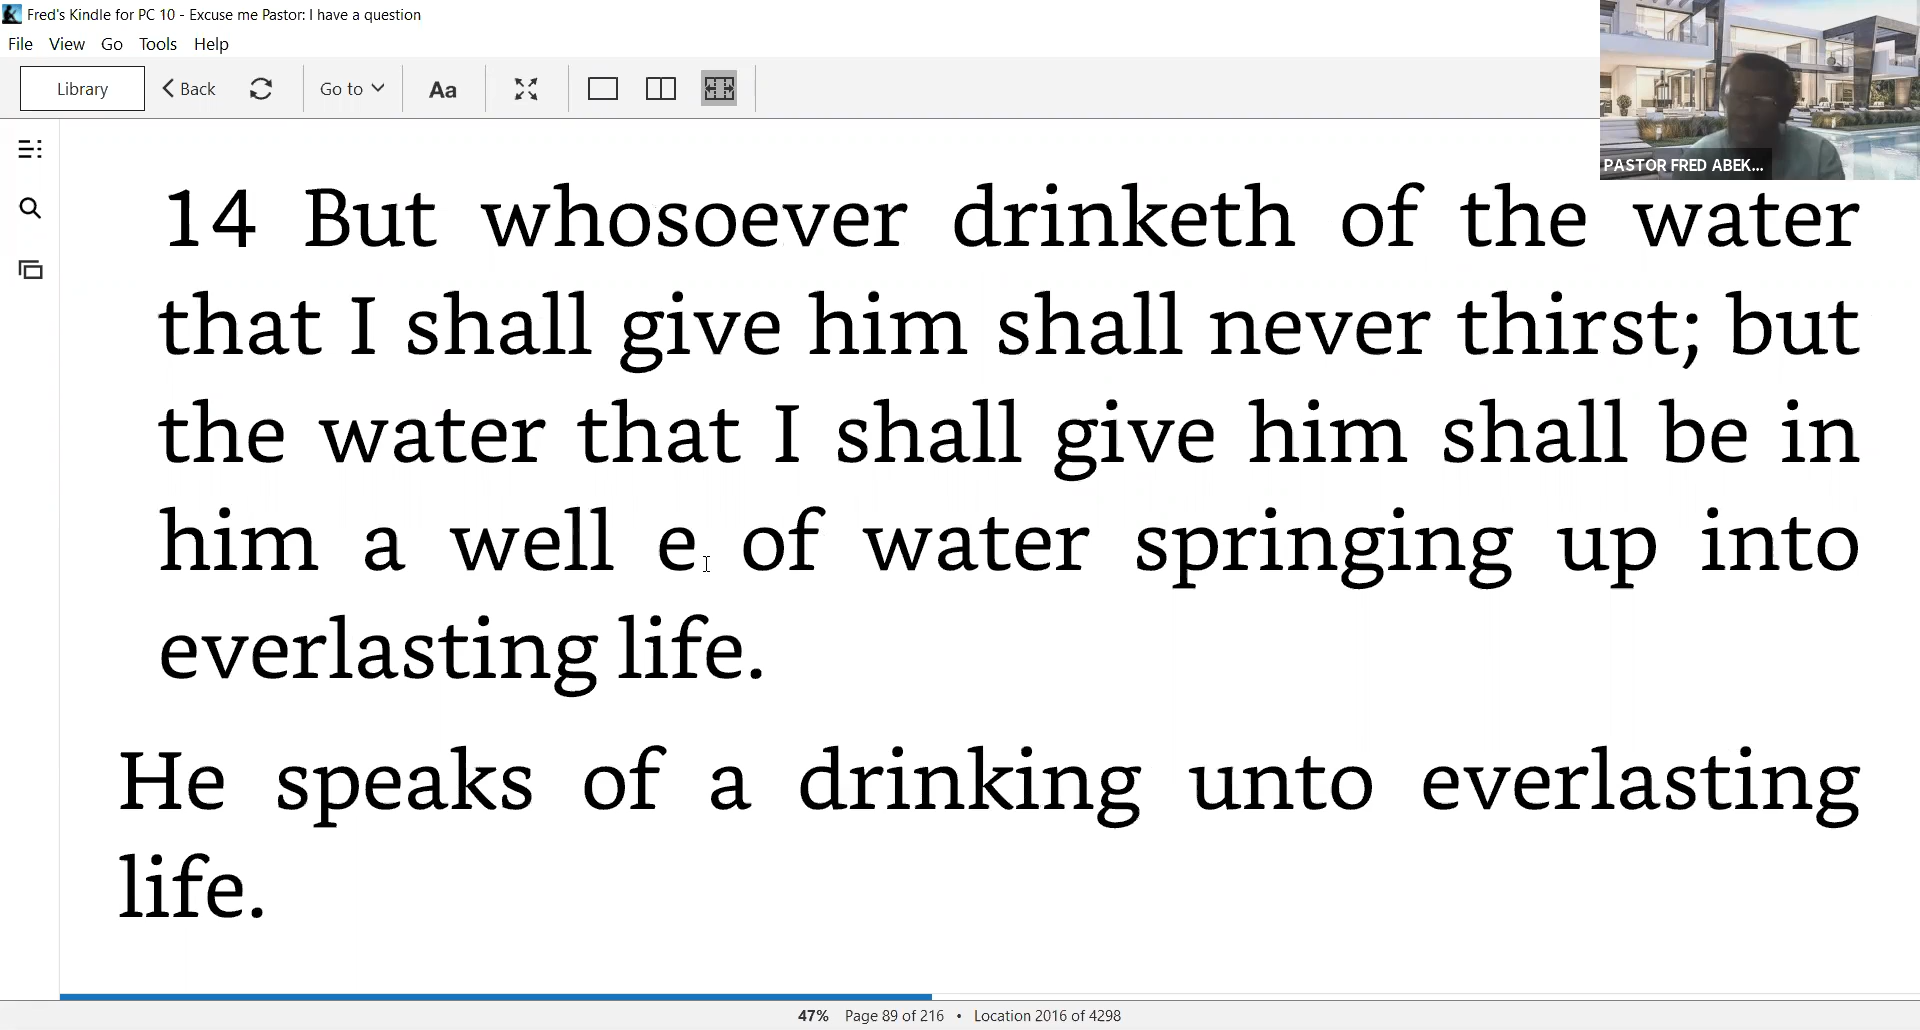 Fred's Kindle for PC 10 - Excuse me Pastor: I have a question
File View Go Tools Help
Library Back Go to Aa
PASTOR FRED ABEK...
14 But whosoever drinketh of the water
that I shall give him shall never thirst; but
the water that I shall give him shall be in
him a well e of water springing up into
everlasting life.
He speaks of a drinking unto everlasting
life.
47% Page 89 of 216 • Location 2016 of 4298